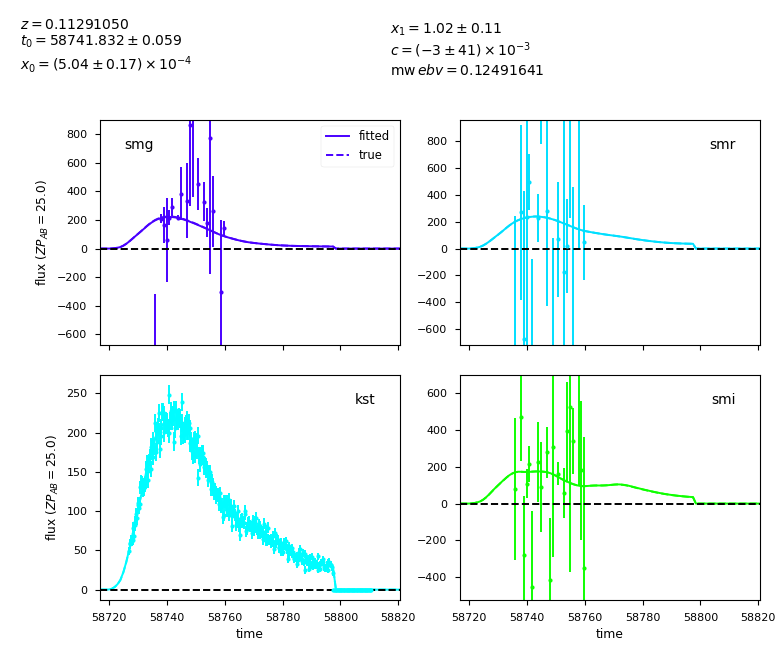 z = 0.11291050
t₀ = 58741.832 ± 0.059
x₀ = (5.04 ± 0.17) × 10⁻⁴
x₁ = 1.02 ± 0.11
c = (−3 ± 41) × 10⁻³
mw ebv = 0.12491641
smg
fitted
true
flux (ZP_AB = 25.0)
800
600
400
200
0
−200
−400
−600
smr
800
600
400
200
0
−200
−400
−600
kst
flux (ZP_AB = 25.0)
250
200
150
100
50
0
58720 58740 58760 58780 58800 58820
time
smi
600
400
200
0
−200
−400
58720 58740 58760 58780 58800 58820
time